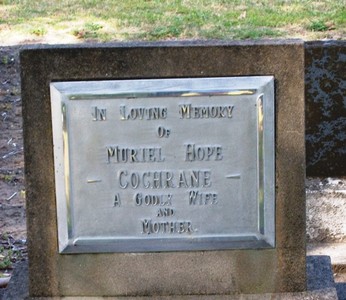 In Loving Memory
Of
Muriel Hope
– Cochrane –
A Godly Wife
and
Mother.